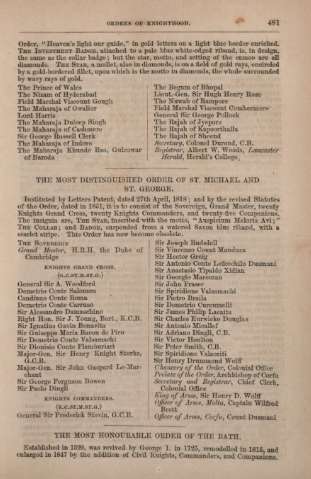 ORDERS OF KNIGHTHOOD. 481
Order, "Heaven's light our guide," in gold letters on a light blue border enriched.
THE INVESTMENT BADGE, attached to a pale blue white-edged riband, is, in design,
the same as the collar badge; but the star, motto, and setting of the cameo are all
diamonds. THE STAR, a mullet, also in diamonds, is on a field of gold rays, encircled
by a gold-bordered fillet, upon which is the motto in diamonds, the whole surrounded
by wavy rays of gold.
The Prince of Wales
The Nizam of Hyderabad
Field Marshal Viscount Gough
The Maharaja of Gwalior
Lord Harris
The Maharaja Duleep Singh
The Maharaja of Cashmere
Sir George Russell Clerk
The Maharaja of Indore
The Maharaja Khunde Rao, Guicowar
of Baroda
The Begum of Bhopal
Lieut.-Gen. Sir Hugh Henry Rose
The Nawab of Rampore
Field Marshal Viscount Combermere
General Sir George Pollock
The Rajah of Jyepore
The Rajah of Kapoorthalla
The Rajah of Rheend
Secretary, Colonel Durand, C.B.
Registrar, Albert W. Woods, Lancaster
Herald, Herald's College.
THE MOST DISTINGUISHED ORDER OF ST. MICHAEL AND
ST. GEORGE.
Instituted by Letters Patent, dated 27th April, 1818; and by the revised Statutes
of the Order, dated in 1851, it is to consist of the Sovereign, Grand Master, twenty
Knights Grand Cross, twenty Knights Commanders, and twenty-five Companions.
The insignia are, THE STAR, inscribed with the motto, "Auspicium Melioris Ævi;"
THE COLLAR; and BADGE, suspended from a watered Saxon blue riband, with a
scarlet stripe. This Order has now become obsolete.
THE SOVEREIGN
Grand Master, H.R.H. the Duke of
Cambridge
KNIGHTS GRAND CROSS.
(G.C.ST.M.ST.G.)
General Sir A. Woodford
Demetrio Conte Salomon
Candiano Conte Roma
Demetrio Conte Caruso
Sir Alessandro Damaschino
Right Hon. Sir J. Young, Bart., K.C.B.
Sir Ignatius Gavin Bonavita
Sir Guiseppe Maria Baron de Piro
Sir Demetrio Conte Valsamachi
Sir Dionisio Conte Flamburiari
Major-Gen. Sir Henry Knight Storks,
G.C.B.
Major-Gen. Sir John Gaspard Le-Mar-
chant
Sir George Ferguson Bowen
Sir Paolo Dingli
KNIGHTS COMMANDERS.
(K.C.ST.M.ST.G.)
General Sir Frederick Stovin, G.C.B.
Sir Joseph Rudsdell
Sir Vincenzo Casar Mandoca
Sir Hector Greig
Sir Antonio Conte Lefcochilo Dusmani
Sir Anastasio Tipaldo Xidian
Sir Georgio Marcoran
Sir John Fraser
Sir Spiridione Valsamachi
Sir Pietro Braila
Sir Demetrio Curcumelli
Sir James Philip Lacaita
Sir Charles Eurwicke Douglas
Sir Antonio Micallef
Sir Adriano Dingli, C.B.
Sir Victor Houlton
Sir Peter Smith, C.B.
Sir Spiridione Valaoriti
Sir Henry Drummond Wolff
Chancery of the Order, Colonial Office
Prelate of the Order, Archbishop of Corfu
Secretary and Registrar, Chief Clerk,
Colonial Office
King of Arms, Sir Henry D. Wolff
Officer of Arms, Malta, Captain Wilfred
Brett
Officer of Arms, Corfu, Count Dusmani
THE MOST HONOURABLE ORDER OF THE BATH.
Established in 1399, was revived by George I. in 1725, remodelled in 1815, and
enlarged in 1847 by the addition of Civil Knights, Commanders, and Companions.